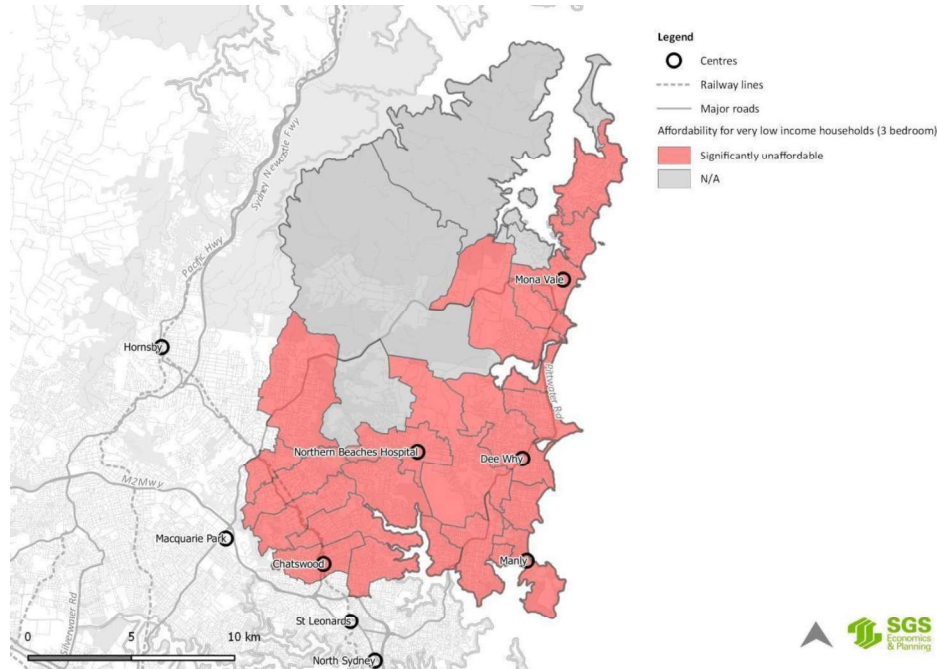 Legend
Centres
Railway lines
Major roads
Affordability for very low income households (3 bedroom)
Significantly unaffordable
N/A
Sydney Newcastle Fwy
Pacific Hwy
Mona Vale
Hornsby
Pittwater Rd
Northern Beaches Hospital
Dee Why
M2Mwy
Macquarie Park
Chatswood
Manly
Silverwater Rd
St Leonards
North Sydney
0 5 10 km
SGS
Economics
& Planning